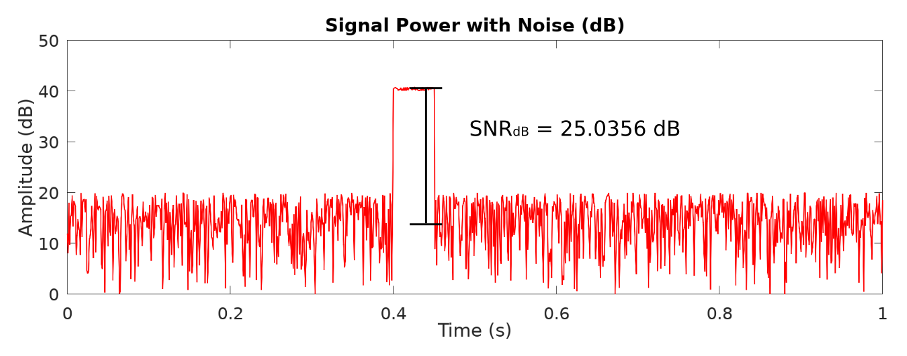 Signal Power with Noise (dB)
Amplitude (dB)
50
40
30
20
10
0
SNRdB = 25.0356 dB
0 0.2 0.4 0.6 0.8 1
Time (s)